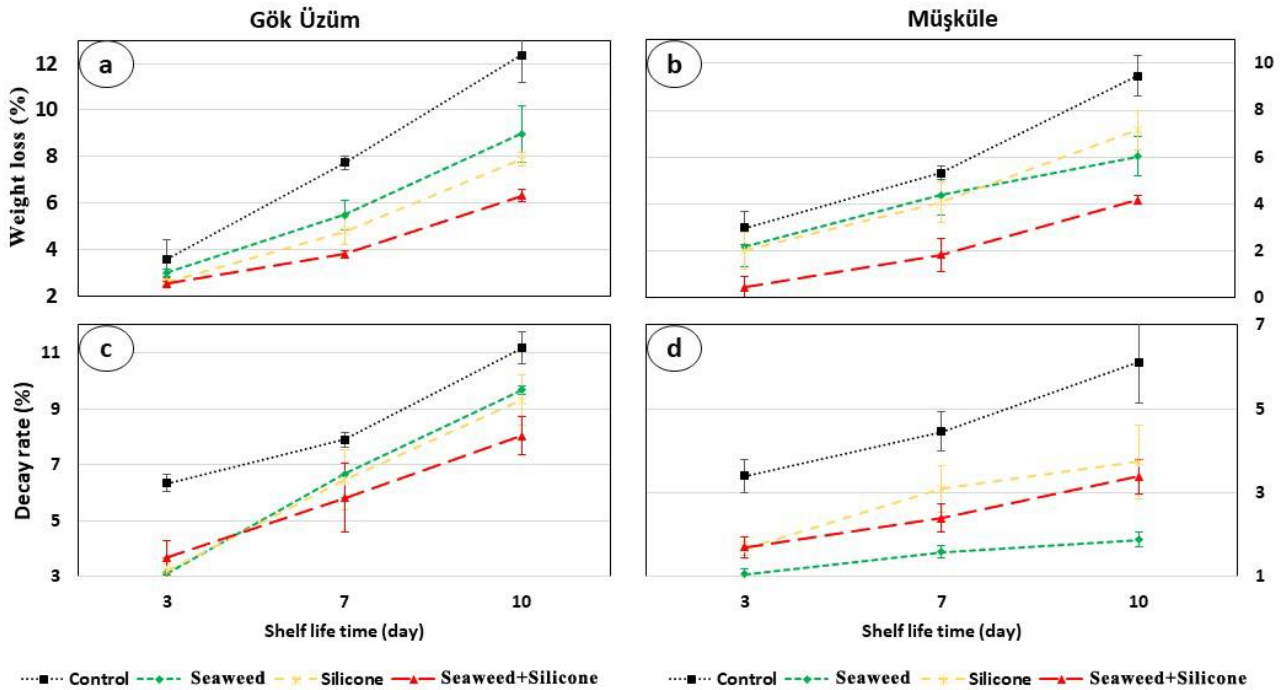 Gök Üzüm Müşküle
a
12
10
8
6
4
2
Weight loss (%)
b
10
8
6
4
2
0
c
11
9
7
5
3
Decay rate (%)
d
7
5
3
1
3 7 10
Shelf life time (day)
3 7 10
Shelf life time (day)
Control Seaweed Silicone Seaweed+Silicone
Control Seaweed Silicone Seaweed+Silicone